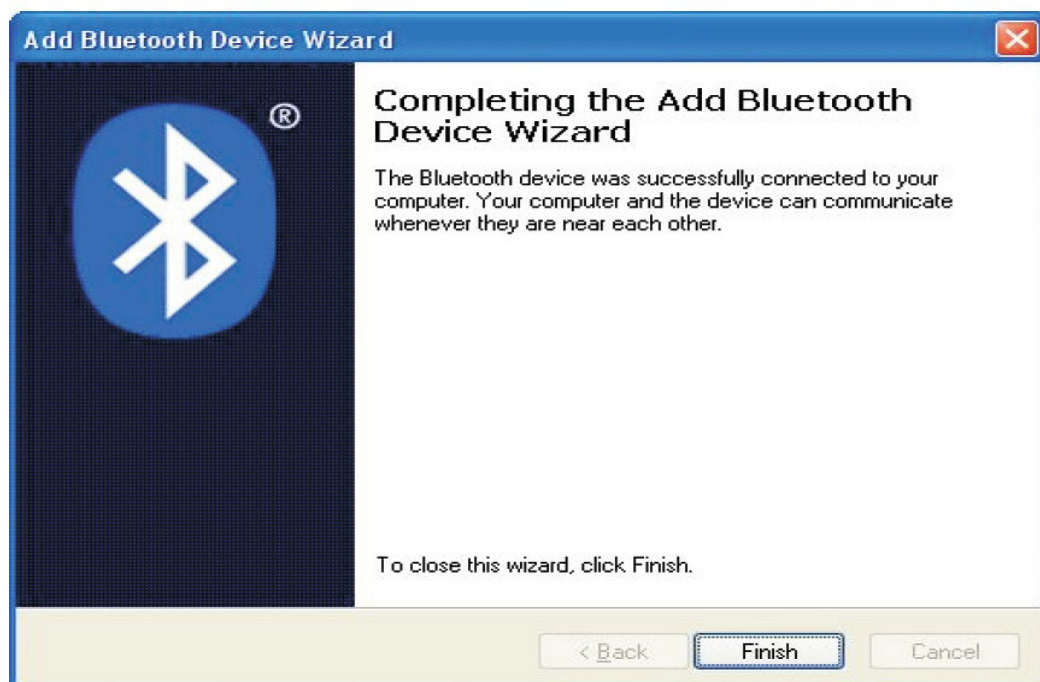 Add Bluetooth Device Wizard
®
Completing the Add Bluetooth
Device Wizard
The Bluetooth device was successfully connected to your
computer. Your computer and the device can communicate
whenever they are near each other.
To close this wizard, click Finish.
< Back Finish Cancel